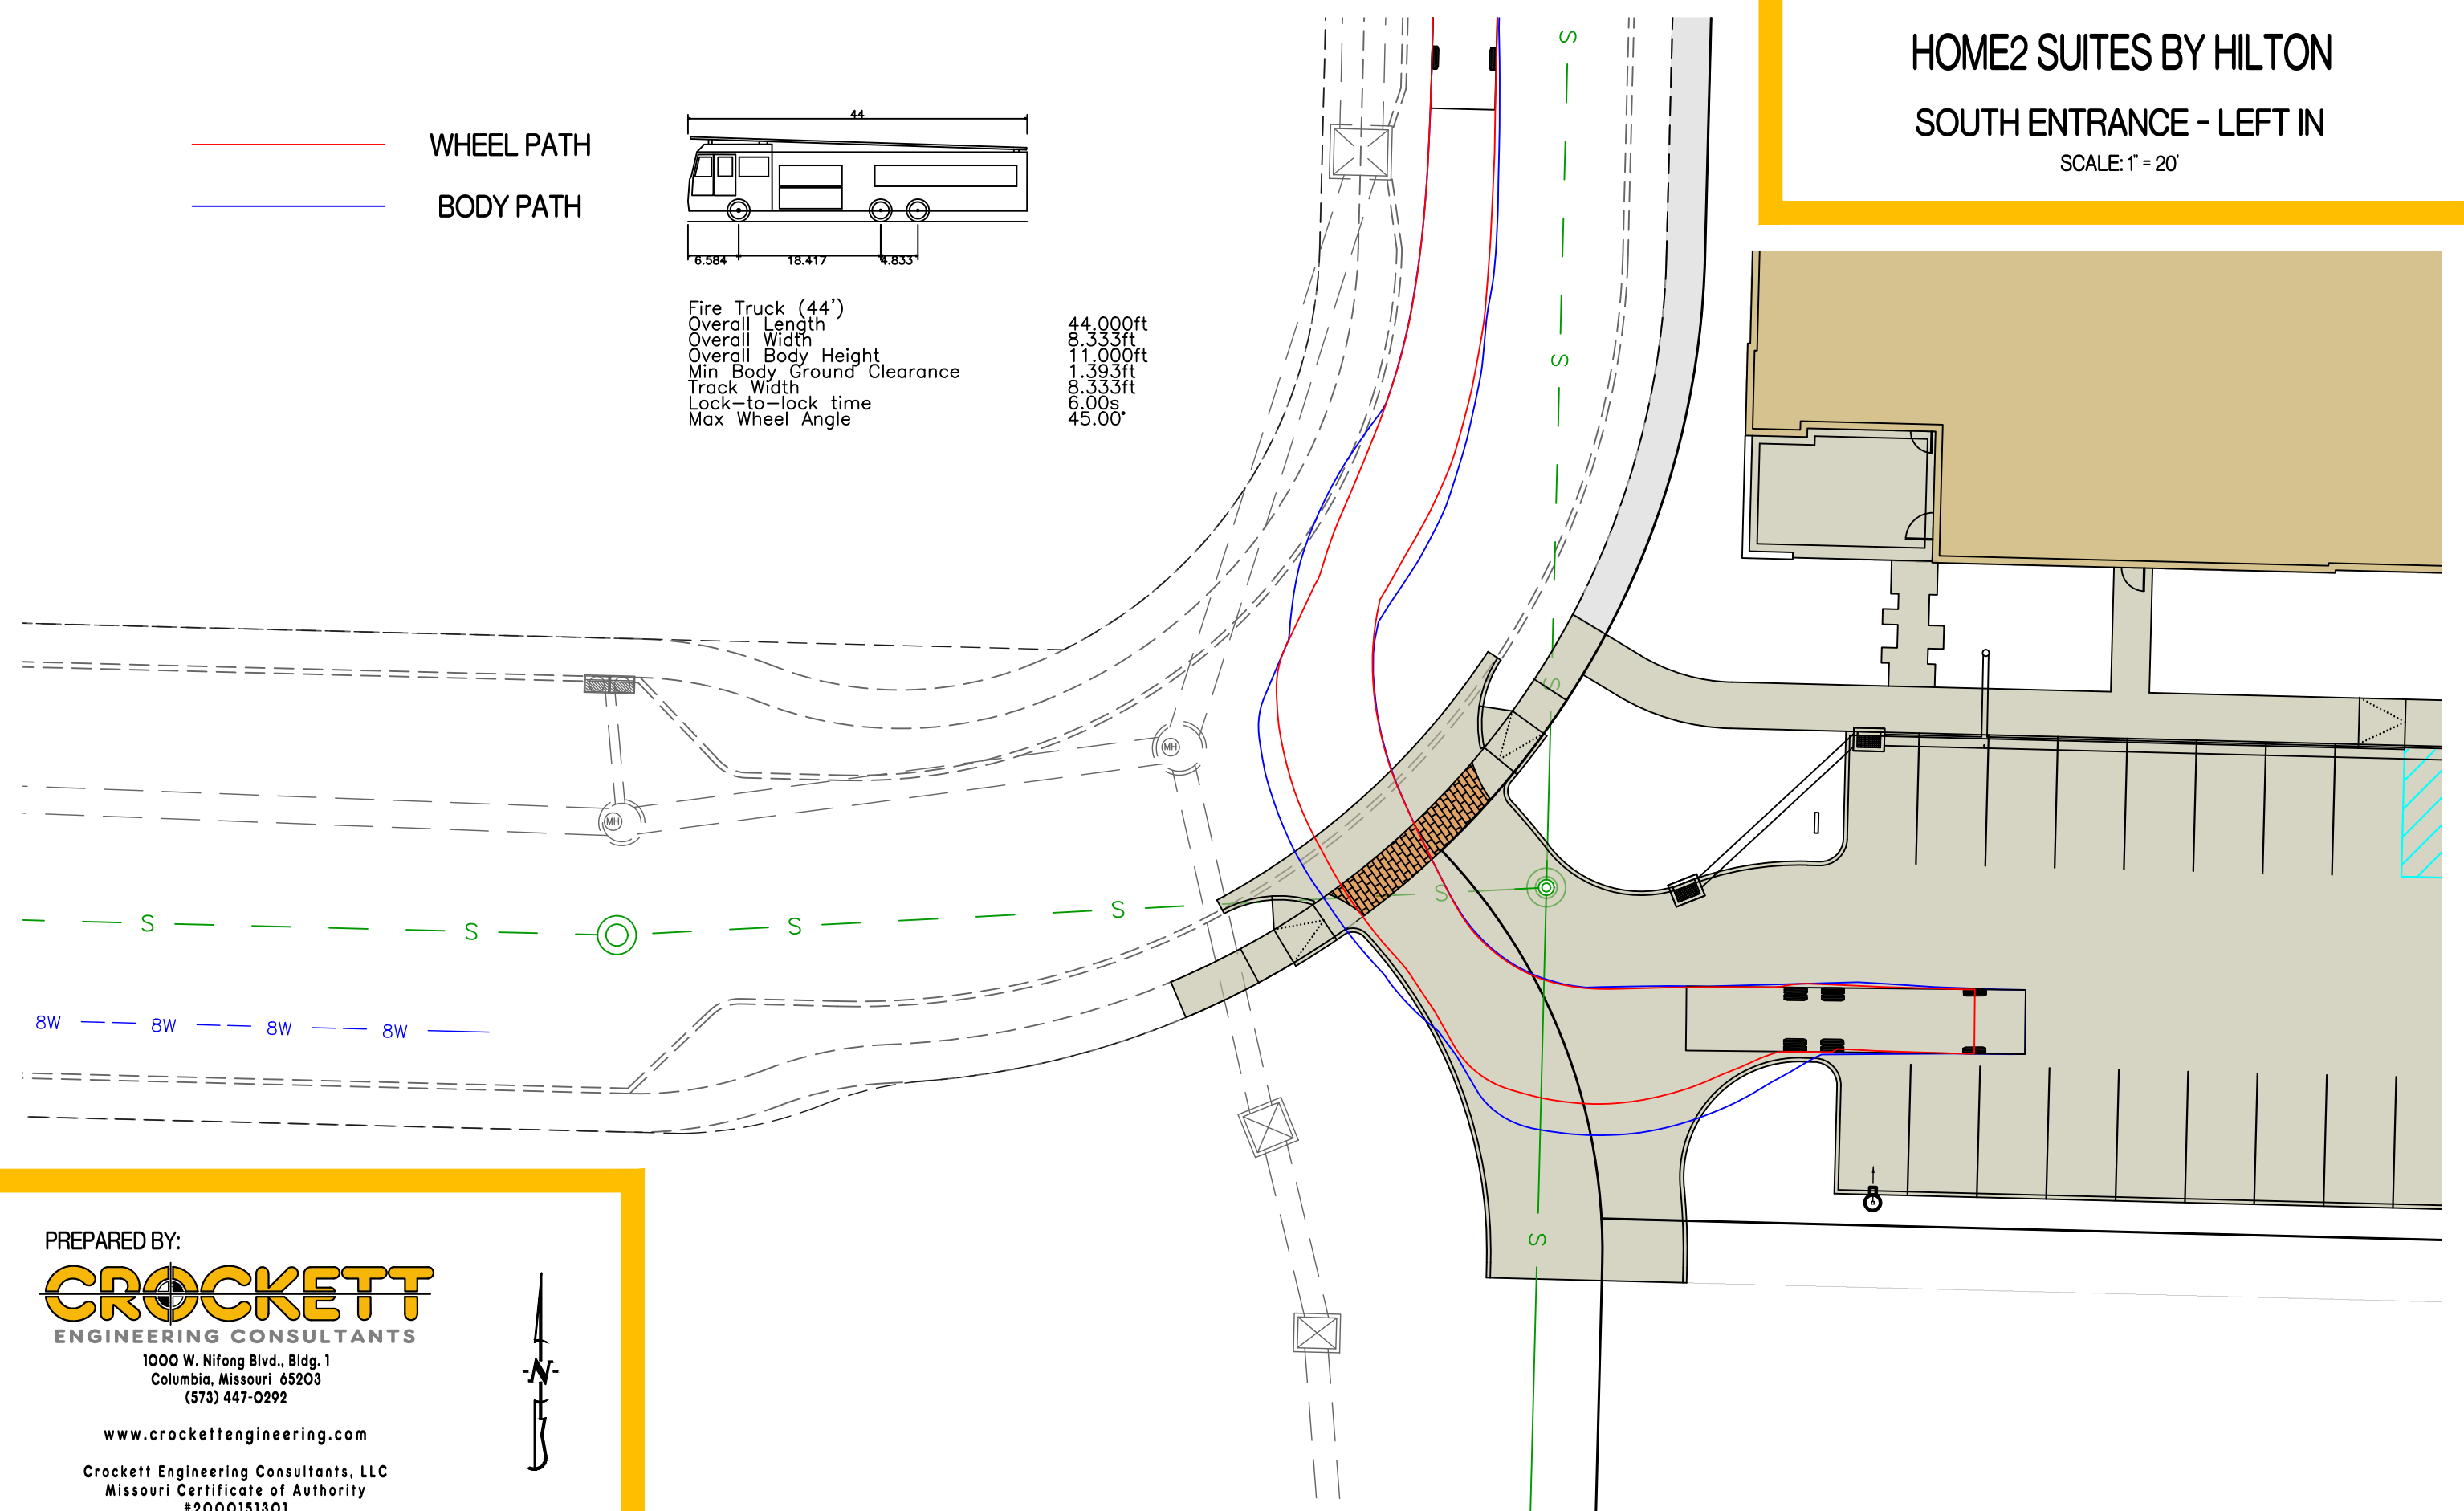 HOME2 SUITES BY HILTON
SOUTH ENTRANCE - LEFT IN
SCALE: 1" = 20'
WHEEL PATH
BODY PATH
44
6.584 18.417 4.833
Fire Truck (44')
Overall Length 44.000ft
Overall Width 8.333ft
Overall Body Height 11.000ft
Min Body Ground Clearance 1.393ft
Track Width 8.333ft
Lock-to-lock time 6.00s
Max Wheel Angle 45.00°
S
S
S
MH
MH
S
S S S S
8W 8W 8W 8W
S
PREPARED BY:
CROCKETT
ENGINEERING CONSULTANTS
1000 W. Nifong Blvd., Bldg. 1
Columbia, Missouri 65203
(573) 447-0292
www.crockettengineering.com
Crockett Engineering Consultants, LLC
Missouri Certificate of Authority
#2000151301
N